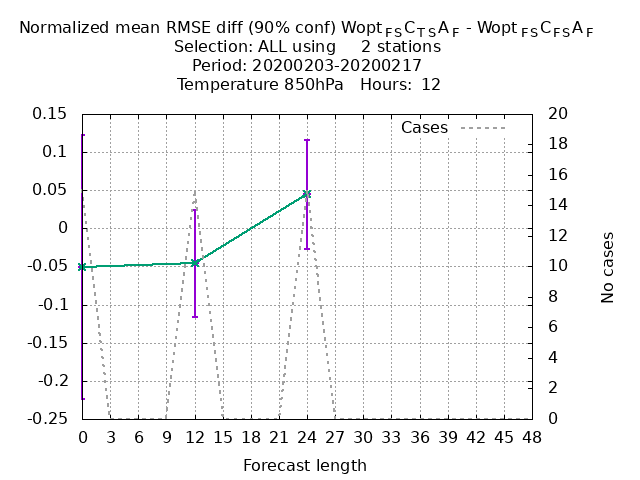 Normalized mean RMSE diff (90% conf) Wopt FS C TS A F - Wopt FS C FS A F
Selection: ALL using 2 stations
Period: 20200203-20200217
Temperature 850hPa Hours: 12
0.15
0.1
0.05
0
-0.05
-0.1
-0.15
-0.2
-0.25
Cases
20
18
16
14
12
10
8
6
4
2
0
No cases
0 3 6 9 12 15 18 21 24 27 30 33 36 39 42 45 48
Forecast length